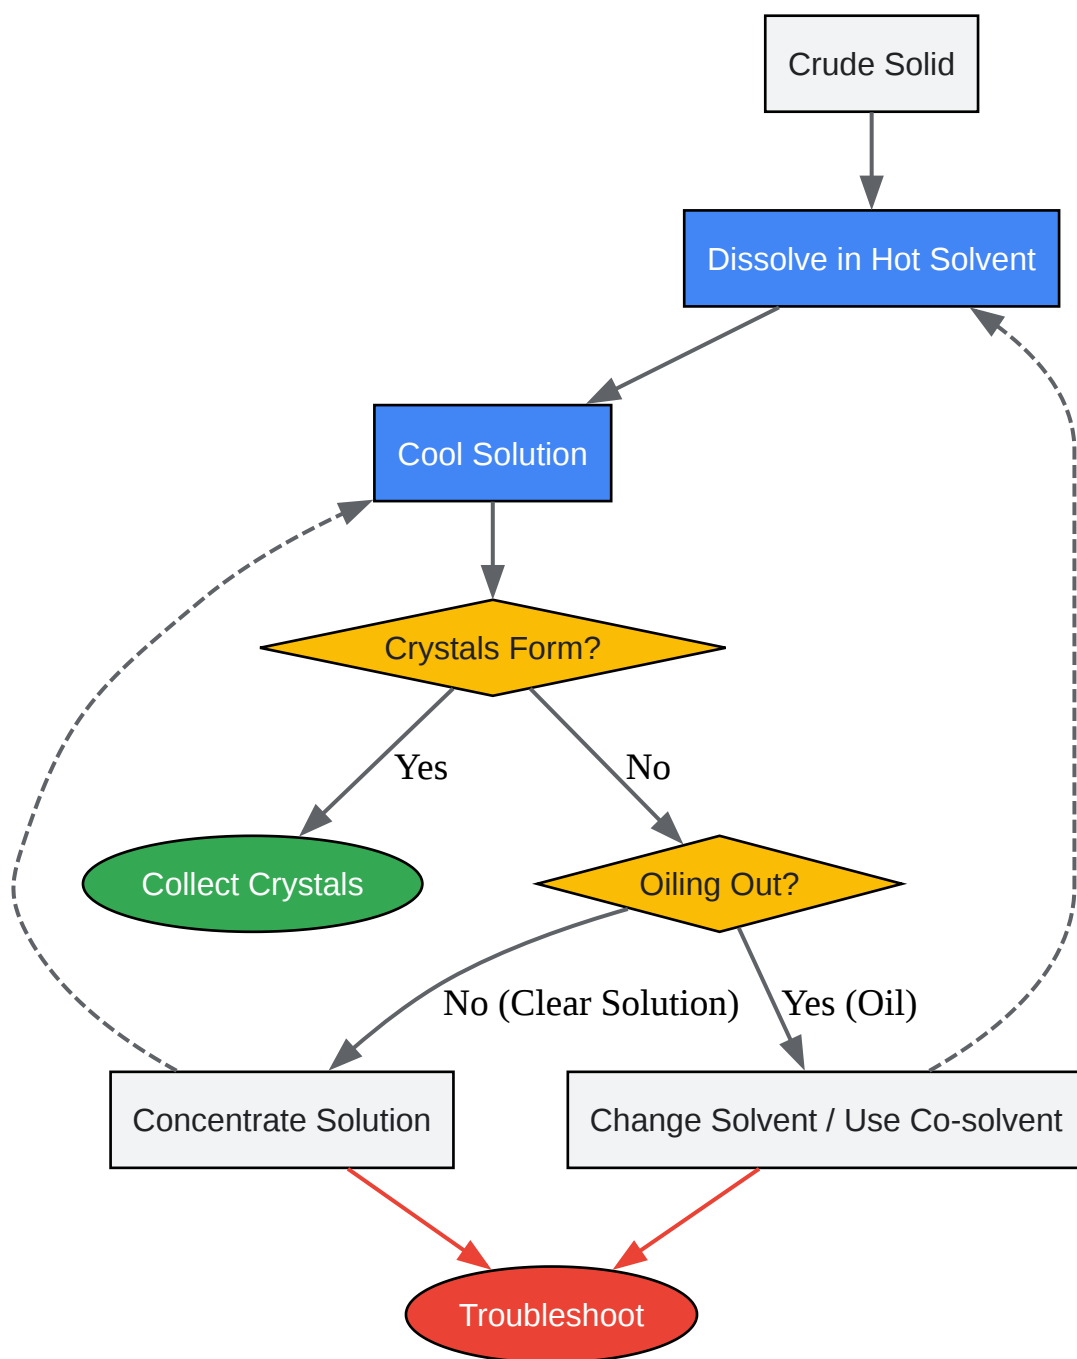 Crude Solid
Dissolve in Hot Solvent
Cool Solution
Crystals Form?
Yes
No
Collect Crystals
Oiling Out?
No (Clear Solution)
Yes (Oil)
Concentrate Solution
Change Solvent / Use Co-solvent
Troubleshoot